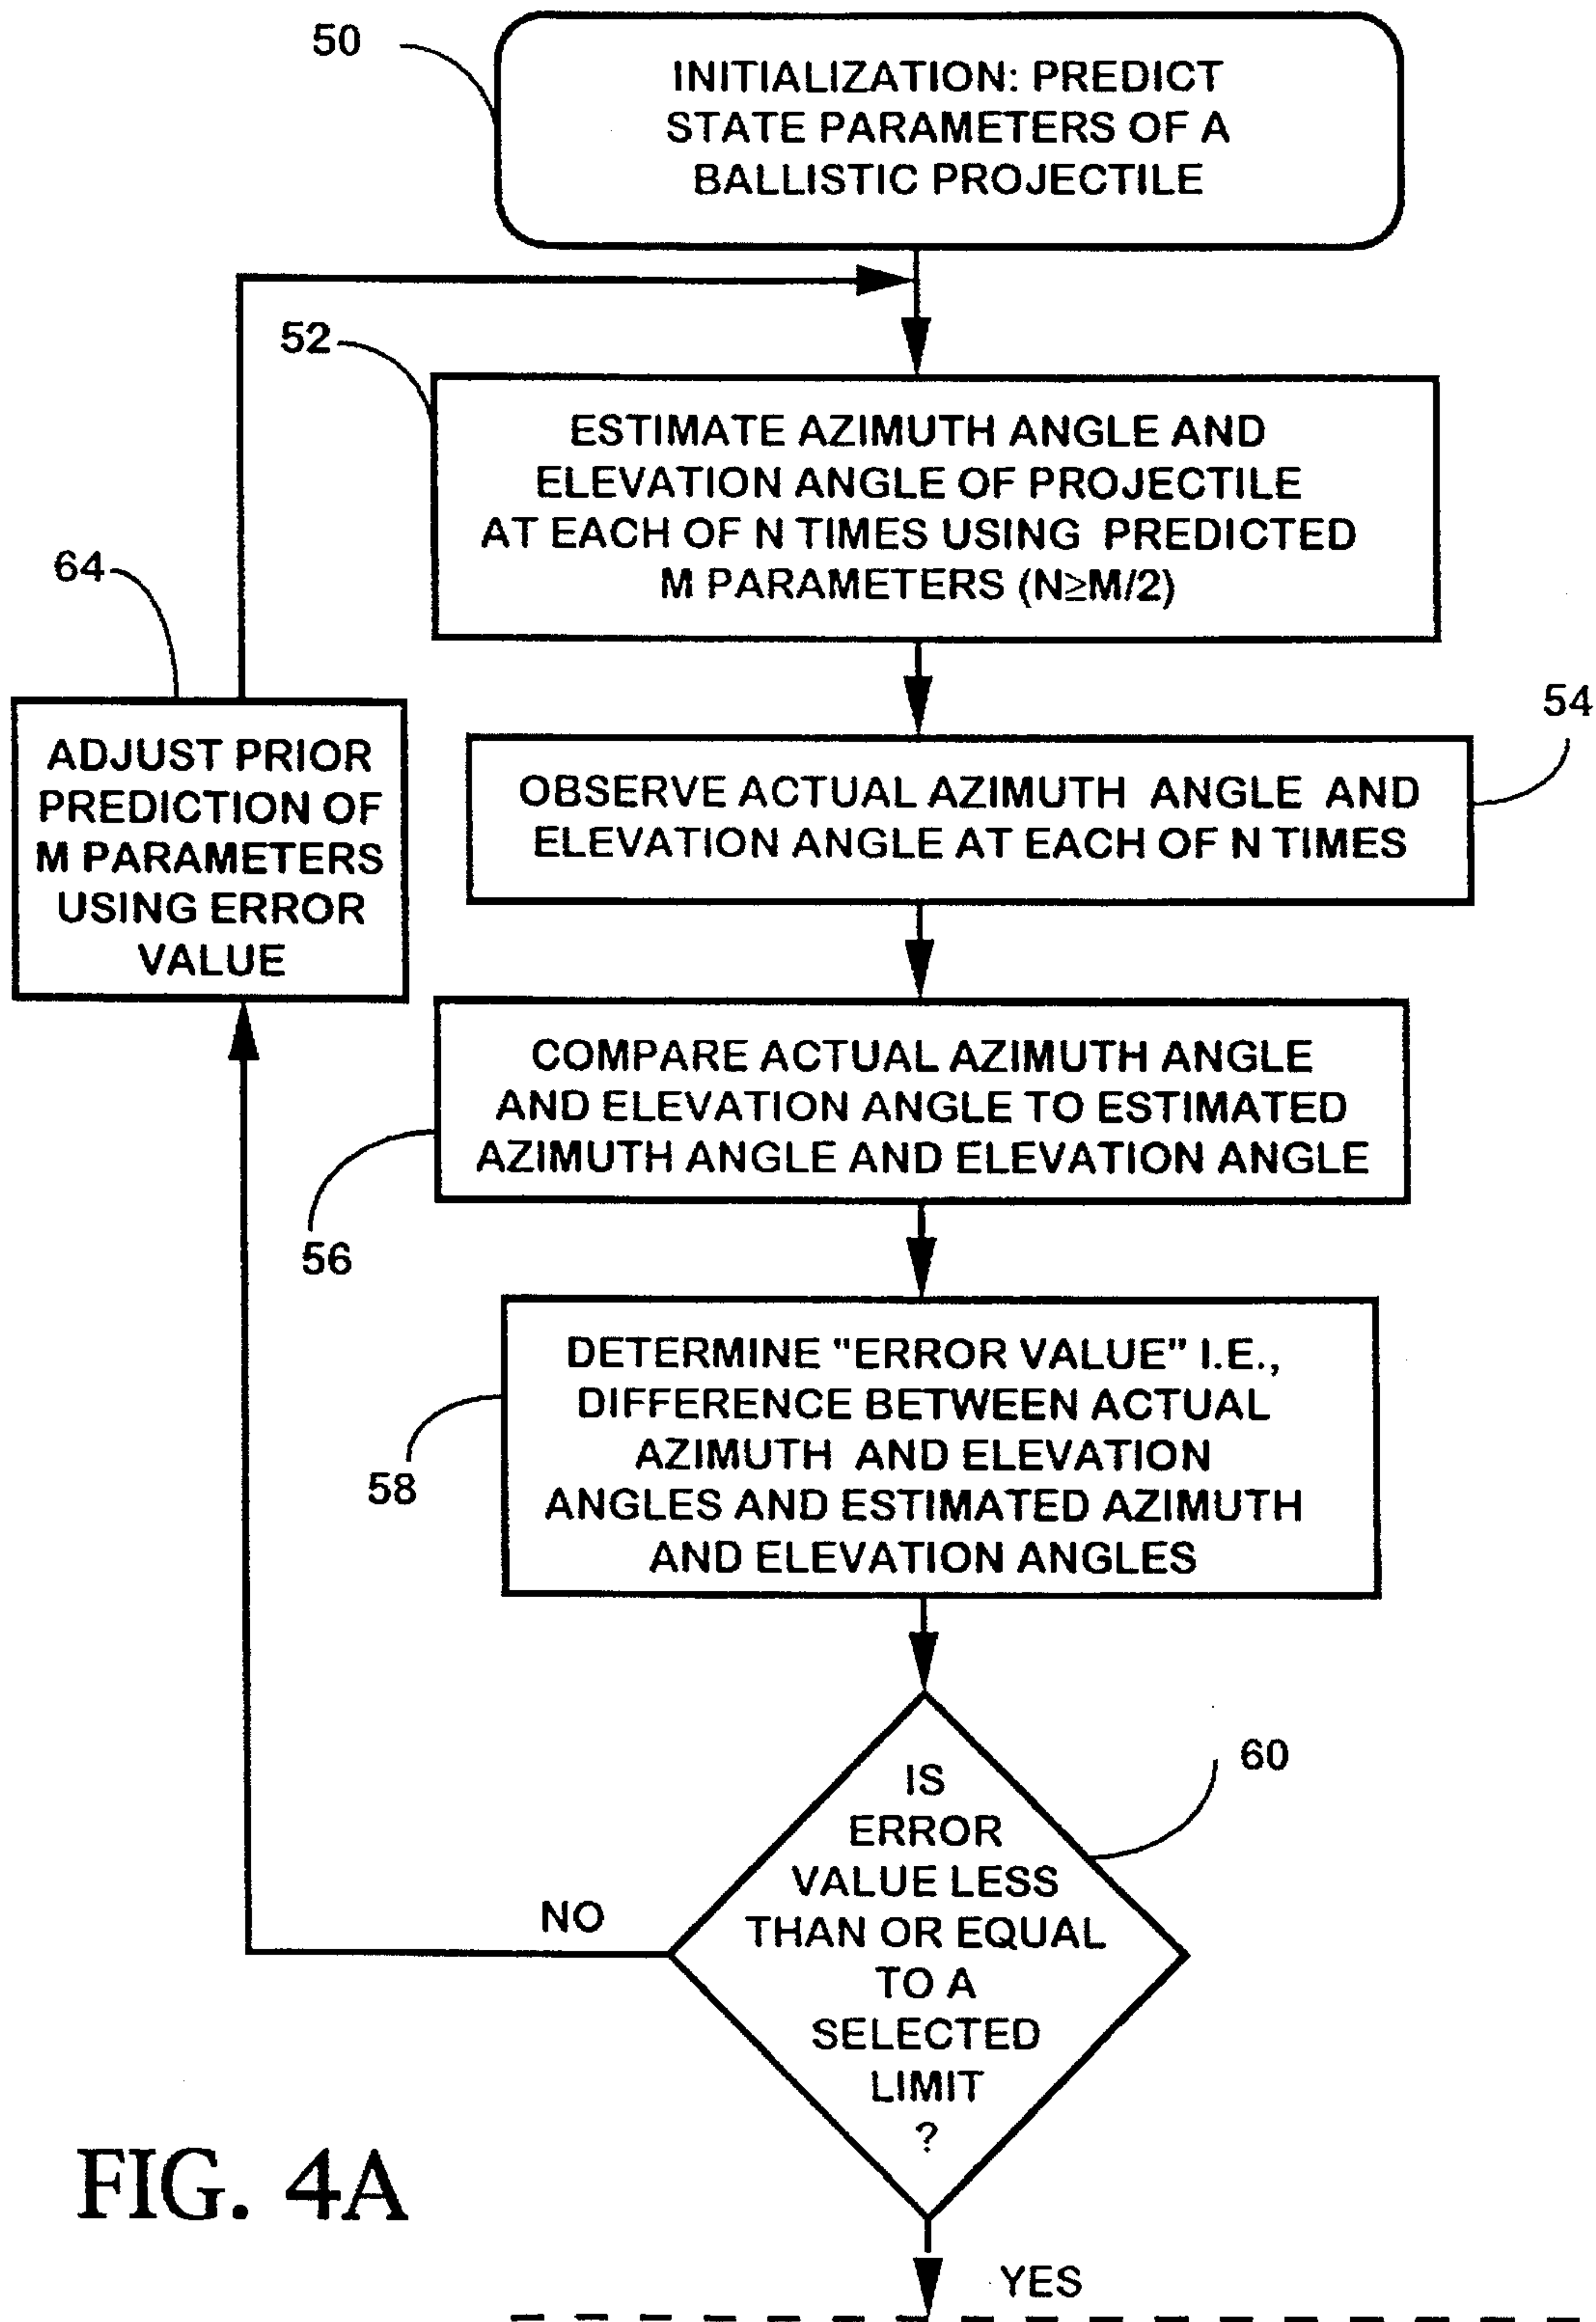 50
INITIALIZATION: PREDICT
STATE PARAMETERS OF A
BALLISTIC PROJECTILE
52
ESTIMATE AZIMUTH ANGLE AND
ELEVATION ANGLE OF PROJECTILE
AT EACH OF N TIMES USING PREDICTED
M PARAMETERS (N≥M/2)
64
ADJUST PRIOR
PREDICTION OF
M PARAMETERS
USING ERROR
VALUE
54
OBSERVE ACTUAL AZIMUTH ANGLE AND
ELEVATION ANGLE AT EACH OF N TIMES
COMPARE ACTUAL AZIMUTH ANGLE
AND ELEVATION ANGLE TO ESTIMATED
AZIMUTH ANGLE AND ELEVATION ANGLE
56
DETERMINE "ERROR VALUE" I.E.,
DIFFERENCE BETWEEN ACTUAL
AZIMUTH AND ELEVATION
ANGLES AND ESTIMATED AZIMUTH
AND ELEVATION ANGLES
58
60
IS
ERROR
VALUE LESS
THAN OR EQUAL
TO A
SELECTED
LIMIT
?
NO
YES
FIG. 4A